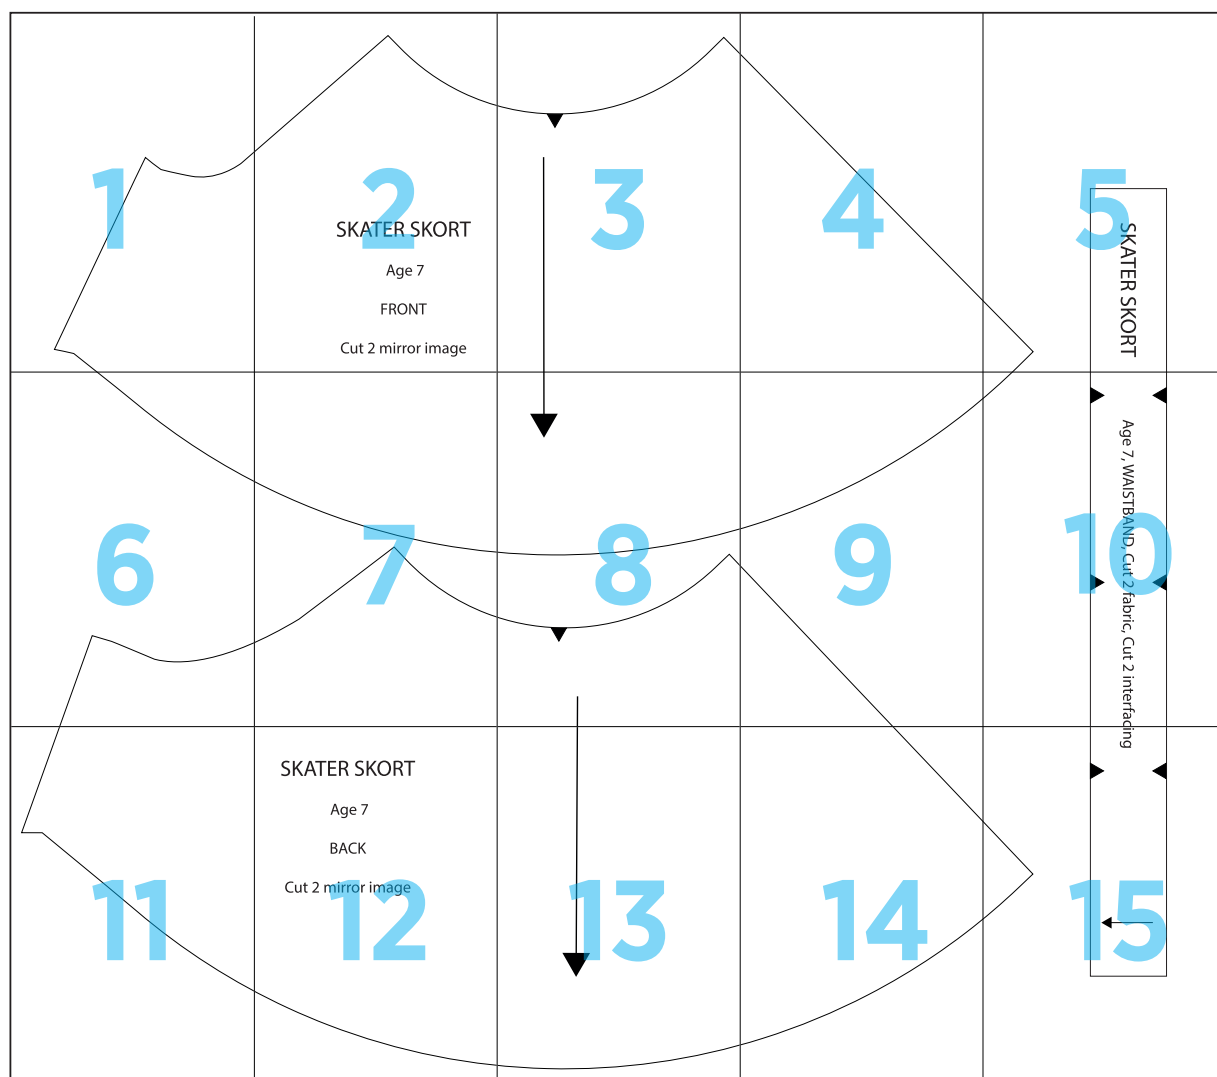 1
2
3
4
5
SKATER SKORT
Age 7
FRONT
Cut 2 mirror image
SKATER SKORT
Age 7, WAISTBAND, Cut 2 fabric, Cut 2 interfacing
6
7
8
9
10
SKATER SKORT
Age 7
BACK
Cut 2 mirror image
11
12
13
14
15